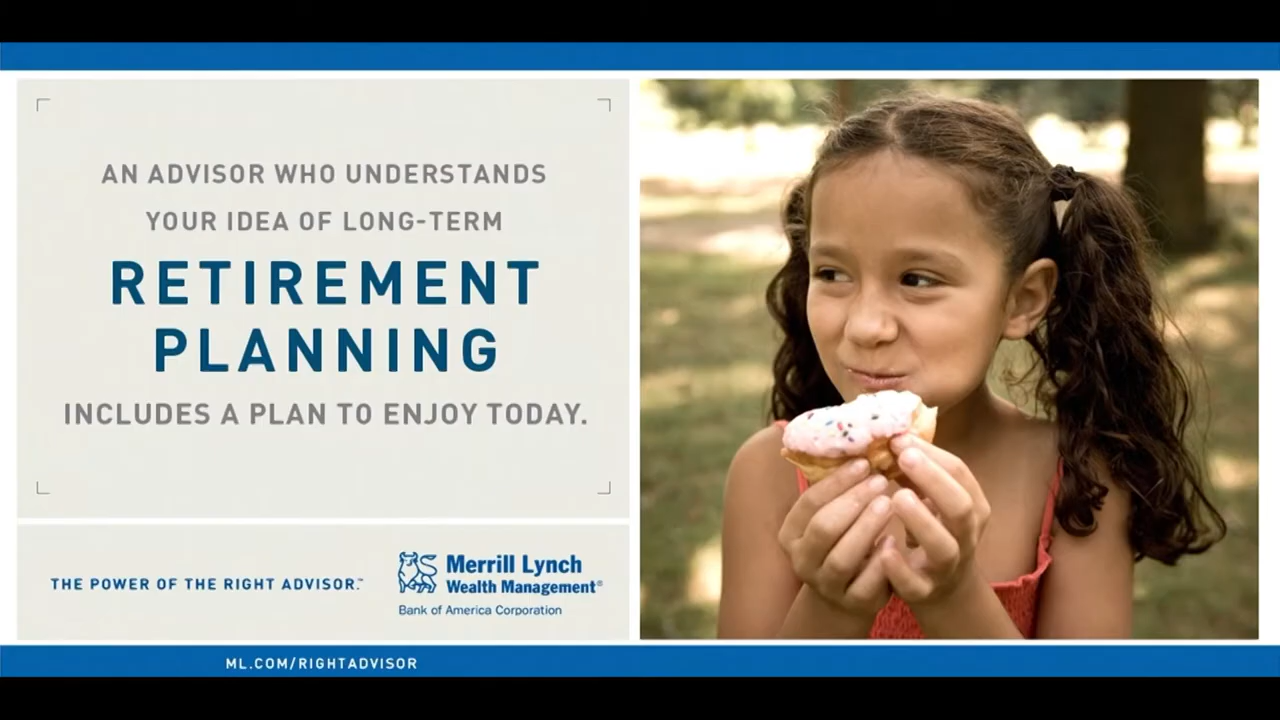 AN ADVISOR WHO UNDERSTANDS
YOUR IDEA OF LONG-TERM
RETIREMENT
PLANNING
INCLUDES A PLAN TO ENJOY TODAY.
THE POWER OF THE RIGHT ADVISOR.™
Merrill Lynch
Wealth Management®
Bank of America Corporation
ML.COM/RIGHTADVISOR